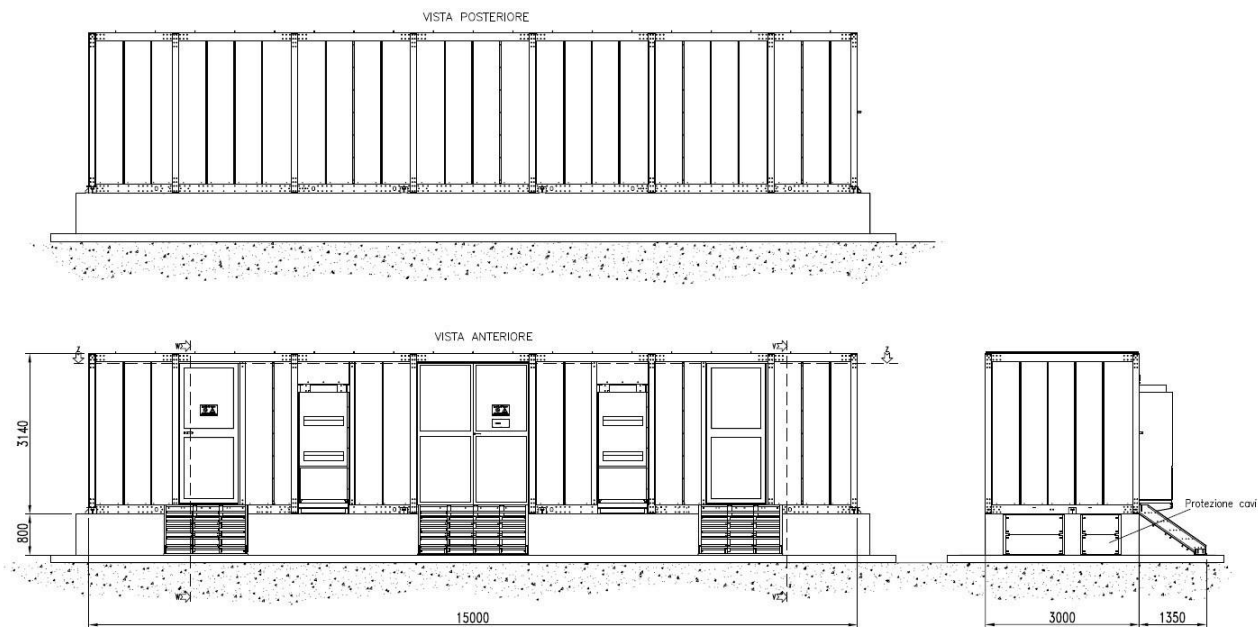 VISTA POSTERIORE
VISTA ANTERIORE
Z
Z
3140
800
15000
3000
1350
Protezione cavi